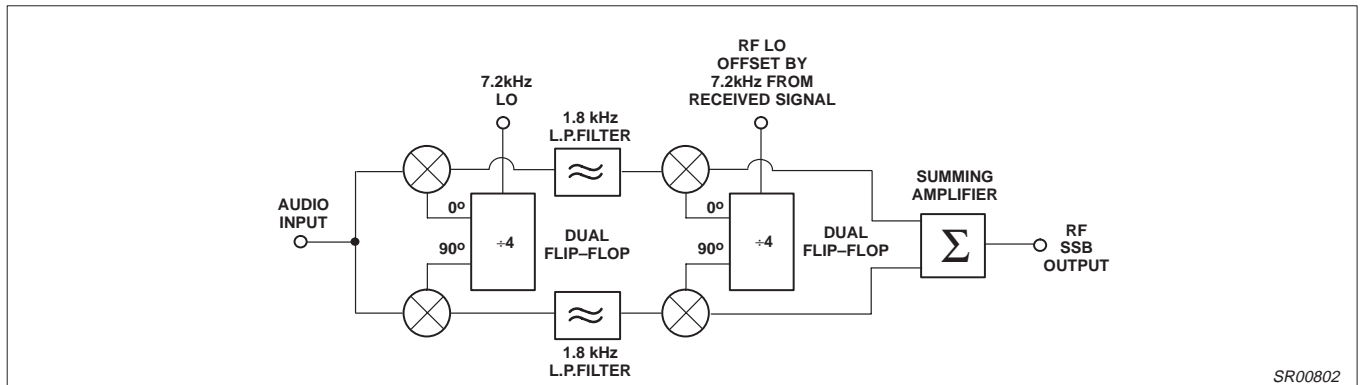 7.2kHz
LO
RF LO
OFFSET BY
7.2kHz FROM
RECEIVED SIGNAL
1.8 kHz
L.P.FILTER
SUMMING
AMPLIFIER
AUDIO
INPUT
0º
90º
÷4
DUAL
FLIP–FLOP
0º
90º
÷4
DUAL
FLIP–FLOP
Σ
RF
SSB
OUTPUT
1.8 kHz
L.P.FILTER
SR00802